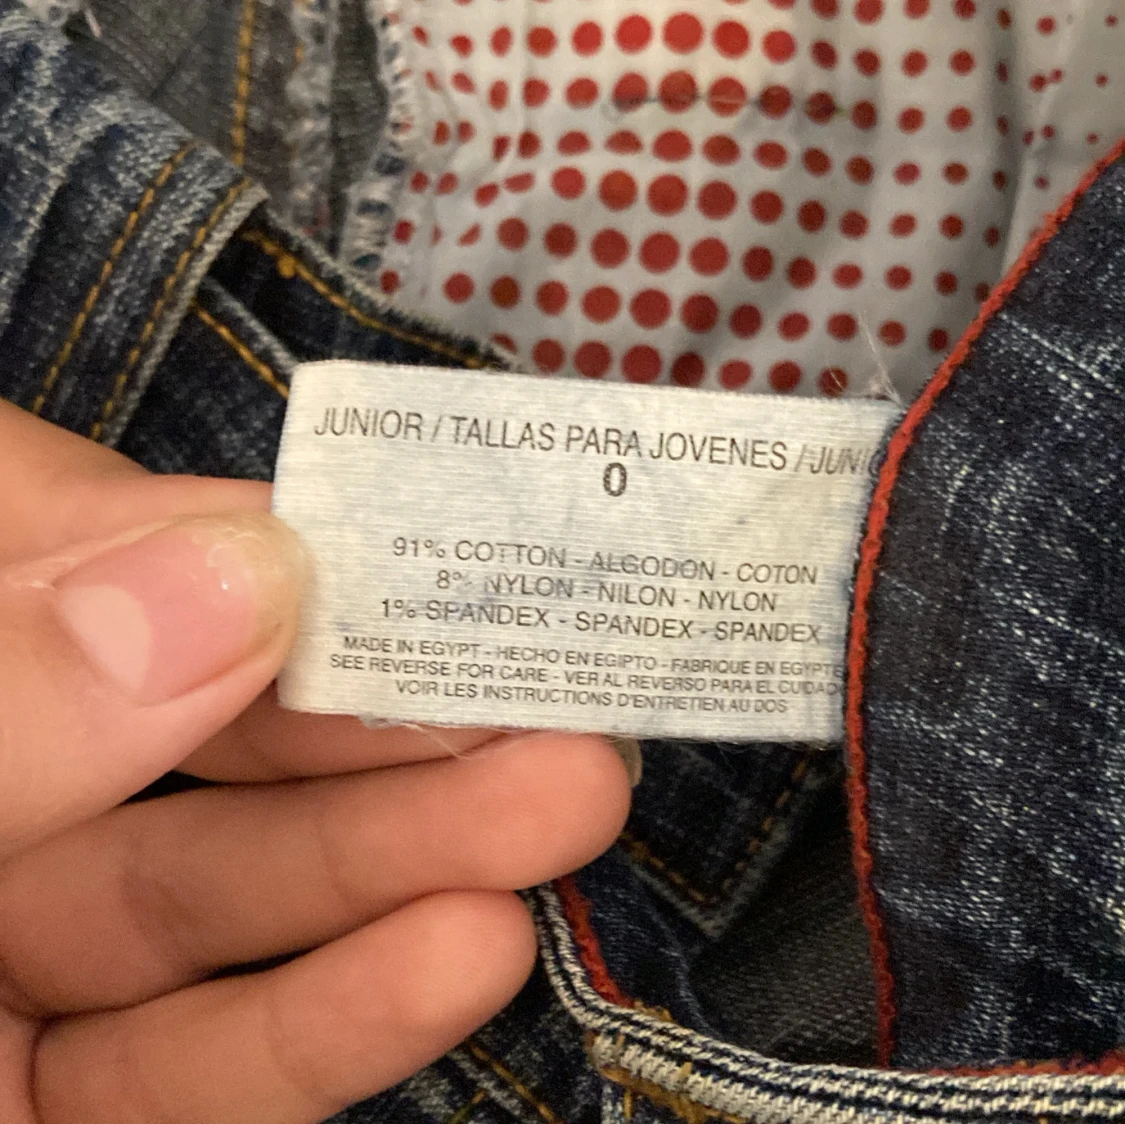 JUNIOR / TALLAS PARA JOVENES /
0
91% COTTON - ALGODON - COTON
8% NYLON - NILON - NYLON
1% SPANDEX - SPANDEX - SPANDEX
MADE IN EGYPT - HECHO EN EGIPTO - FABRIQUE EN EGYPTE
SEE REVERSE FOR CARE - VER AL REVERSO PARA EL
VOIR LES INSTRUCTIONS D'ENTRETIEN AU DOS